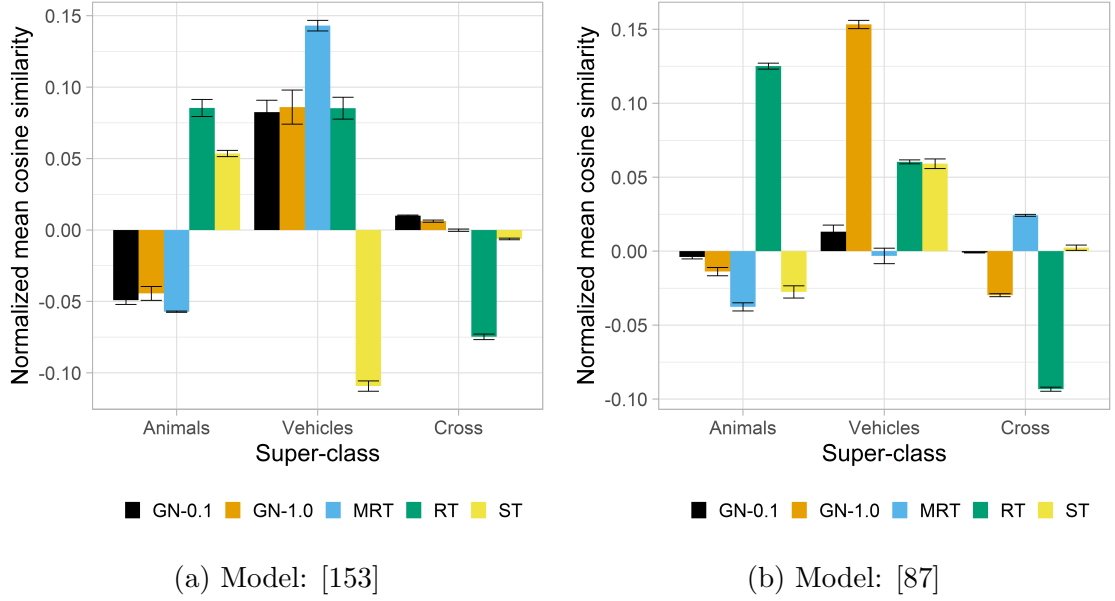 Normalized mean cosine similarity
0.15
0.10
0.05
0.00
-0.05
-0.10
Animals Vehicles Cross
Super-class
GN-0.1 GN-1.0 MRT RT ST
(a) Model: [153]
Normalized mean cosine similarity
0.15
0.10
0.05
0.00
-0.05
-0.10
Animals Vehicles Cross
Super-class
GN-0.1 GN-1.0 MRT RT ST
(b) Model: [87]